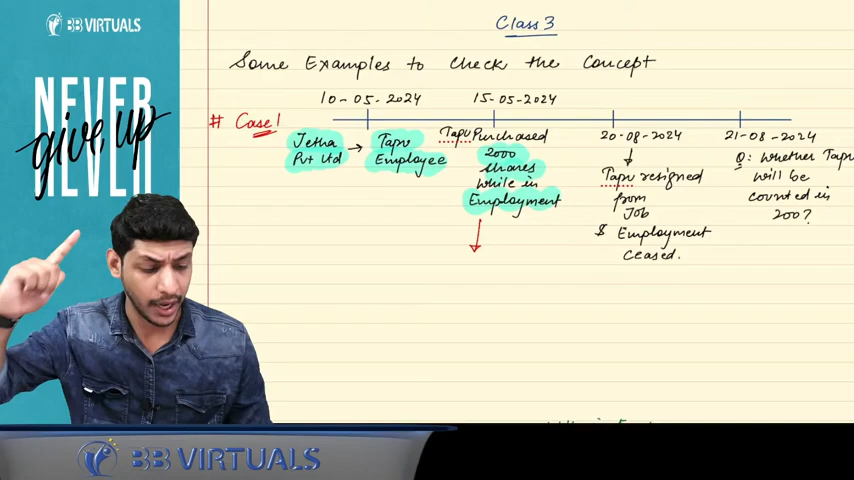 BB VIRTUALS
NEVER
give up
NEVER
Class 3
Some Examples to Check the Concept
# Case 1
10-05-2024
15-05-2024
20-08-2024
21-08-2024
Jetha
Pvt Ltd
→ Tapu
Employee
Tapu Purchased
2000
shares
while in
Employment
Tapu resigned
from
Job
& Employment
ceased.
Q: Whether Tapu
will be
counted in
200?
BB VIRTUALS